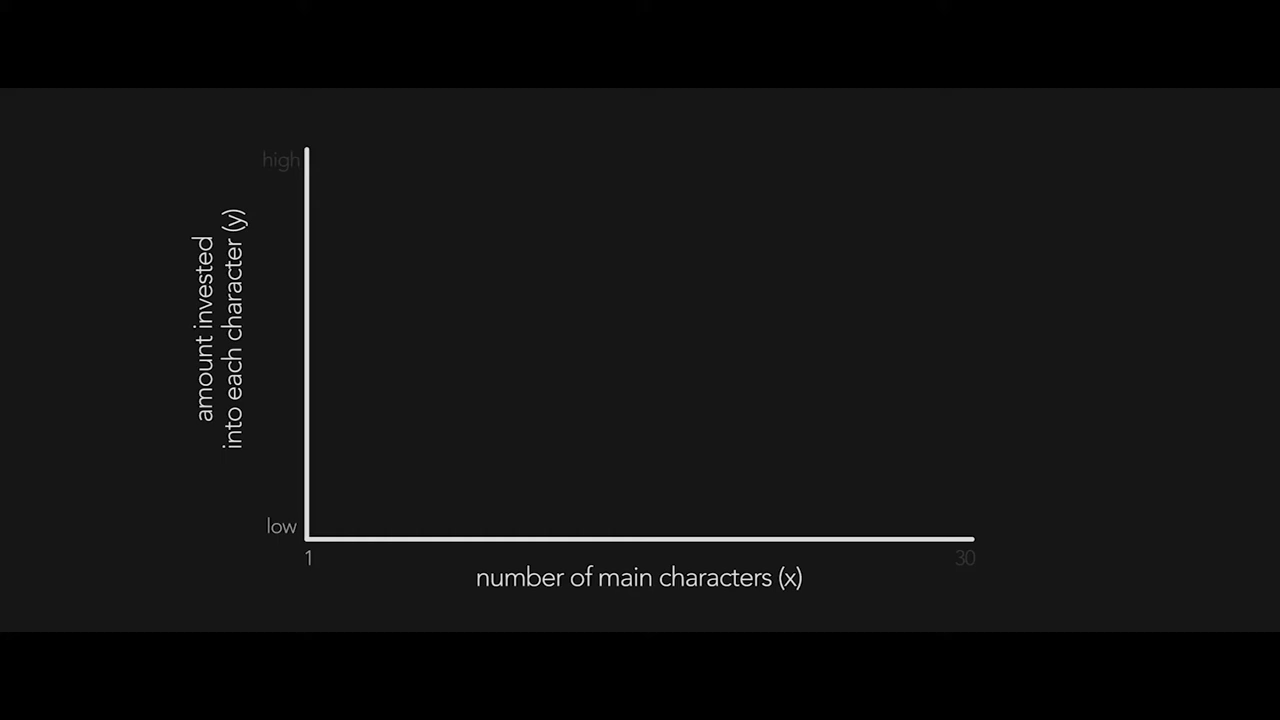 high
amount invested
into each character (y)
low
1
30
number of main characters (x)